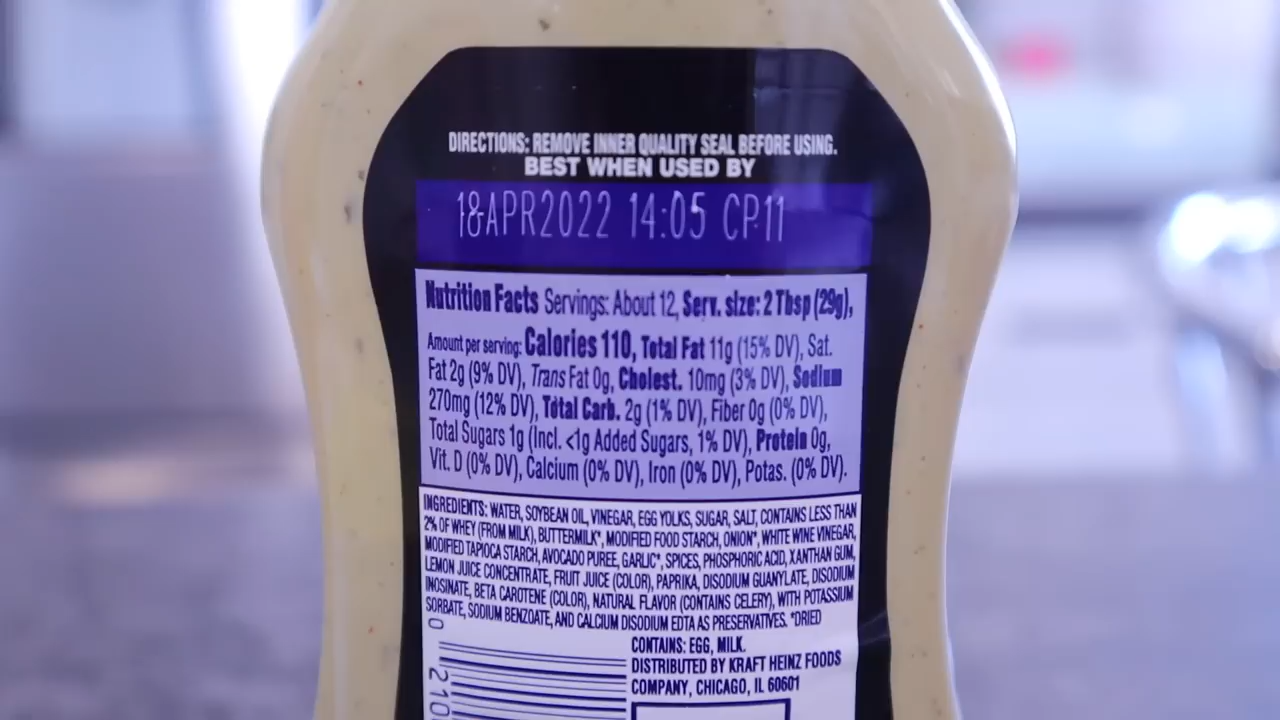 DIRECTIONS: REMOVE INNER QUALITY SEAL BEFORE USING.
BEST WHEN USED BY
18APR2022 14:05 CP11
Nutrition Facts Servings: About 12, Serv. size: 2 Tbsp (29g),
Amount per serving: Calories 110, Total Fat 11g (15% DV), Sat.
Fat 2g (9% DV), Trans Fat 0g, Cholest. 10mg (3% DV), Sodium
270mg (12% DV), Total Carb. 2g (1% DV), Fiber 0g (0% DV),
Total Sugars 1g (Incl. <1g Added Sugars, 1% DV), Protein 0g,
Vit. D (0% DV), Calcium (0% DV), Iron (0% DV), Potas. (0% DV).
INGREDIENTS: WATER, SOYBEAN OIL, VINEGAR, EGG YOLKS, SUGAR, SALT, CONTAINS LESS THAN
2% OF WHEY (FROM MILK), BUTTERMILK*, MODIFIED FOOD STARCH, ONION*, WHITE WINE VINEGAR,
MODIFIED TAPIOCA STARCH, AVOCADO PUREE, GARLIC*, SPICES, PHOSPHORIC ACID, XANTHAN GUM,
LEMON JUICE CONCENTRATE, FRUIT JUICE (COLOR), PAPRIKA, DISODIUM GUANYLATE, DISODIUM
INOSINATE, BETA CAROTENE (COLOR), NATURAL FLAVOR (CONTAINS CELERY), WITH POTASSIUM
SORBATE, SODIUM BENZOATE, AND CALCIUM DISODIUM EDTA AS PRESERVATIVES. *DRIED
CONTAINS: EGG, MILK.
DISTRIBUTED BY KRAFT HEINZ FOODS
COMPANY, CHICAGO, IL 60601
0 210